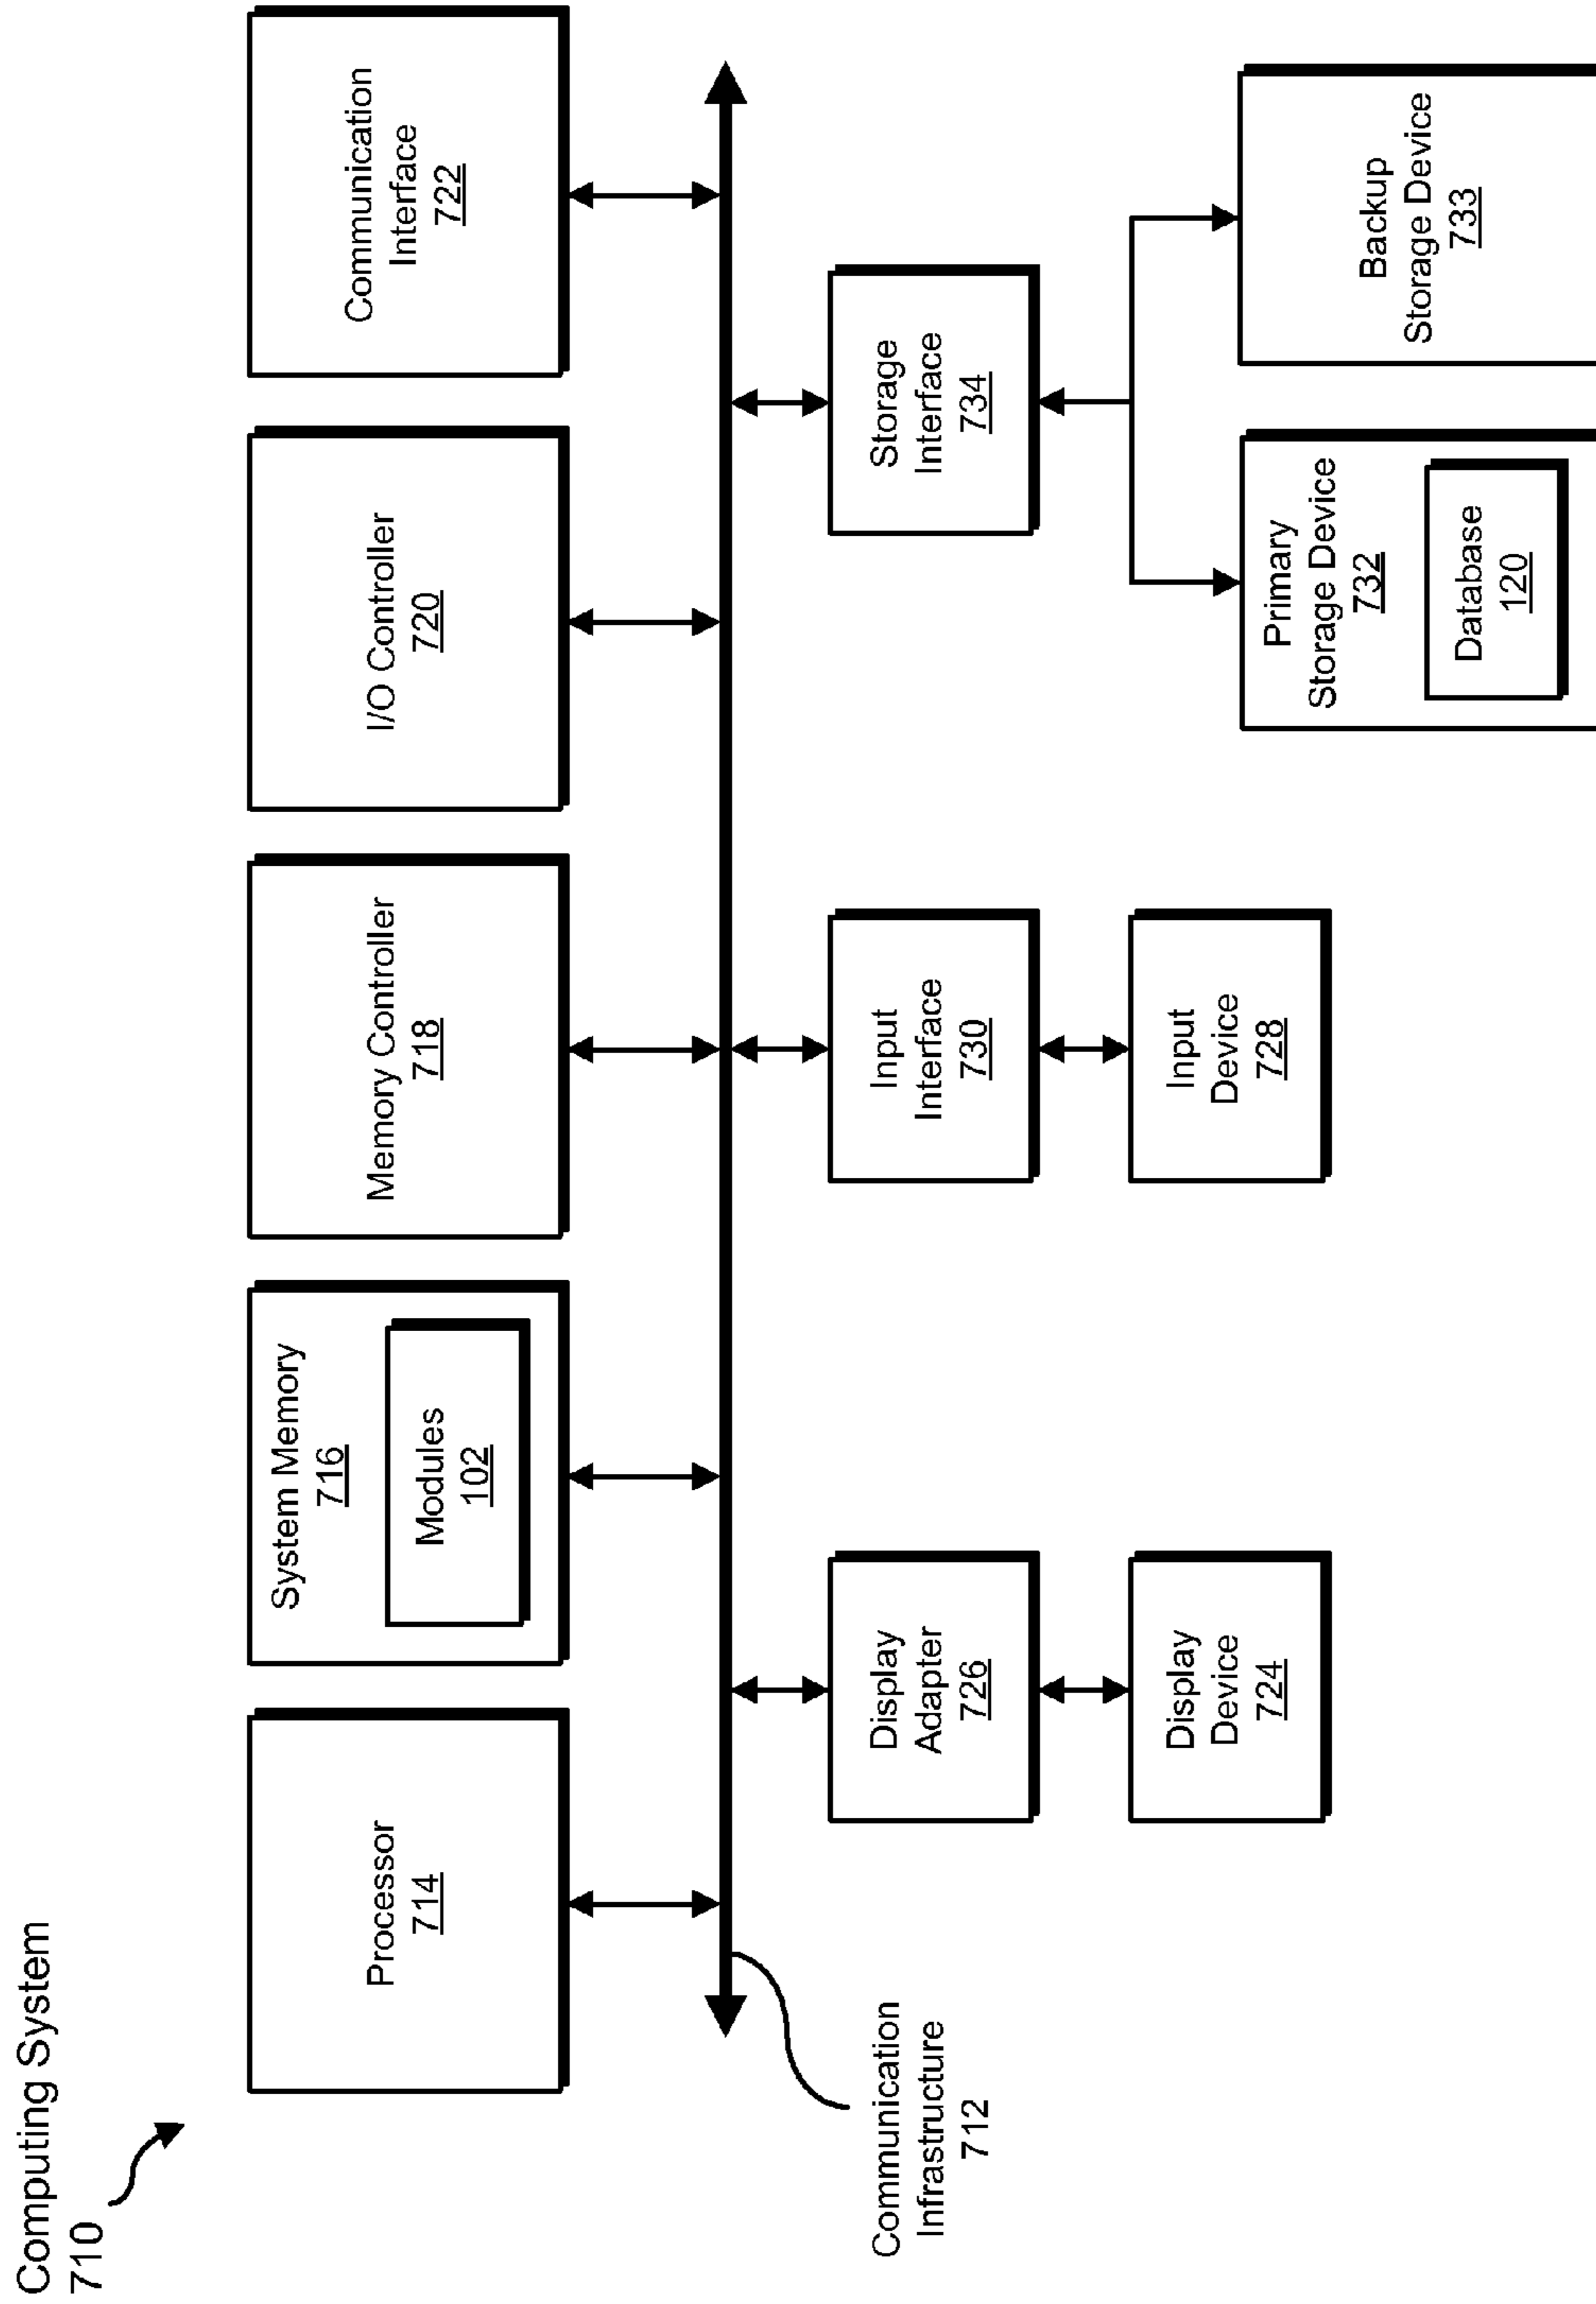 Computing System
710
Processor
714
System Memory
716
Modules
102
Memory Controller
718
I/O Controller
720
Communication
Interface
722
Communication
Infrastructure
712
Display
Adapter
726
Input
Interface
730
Storage
Interface
734
Display
Device
724
Input
Device
728
Primary
Storage Device
732
Database
120
Backup
Storage Device
733